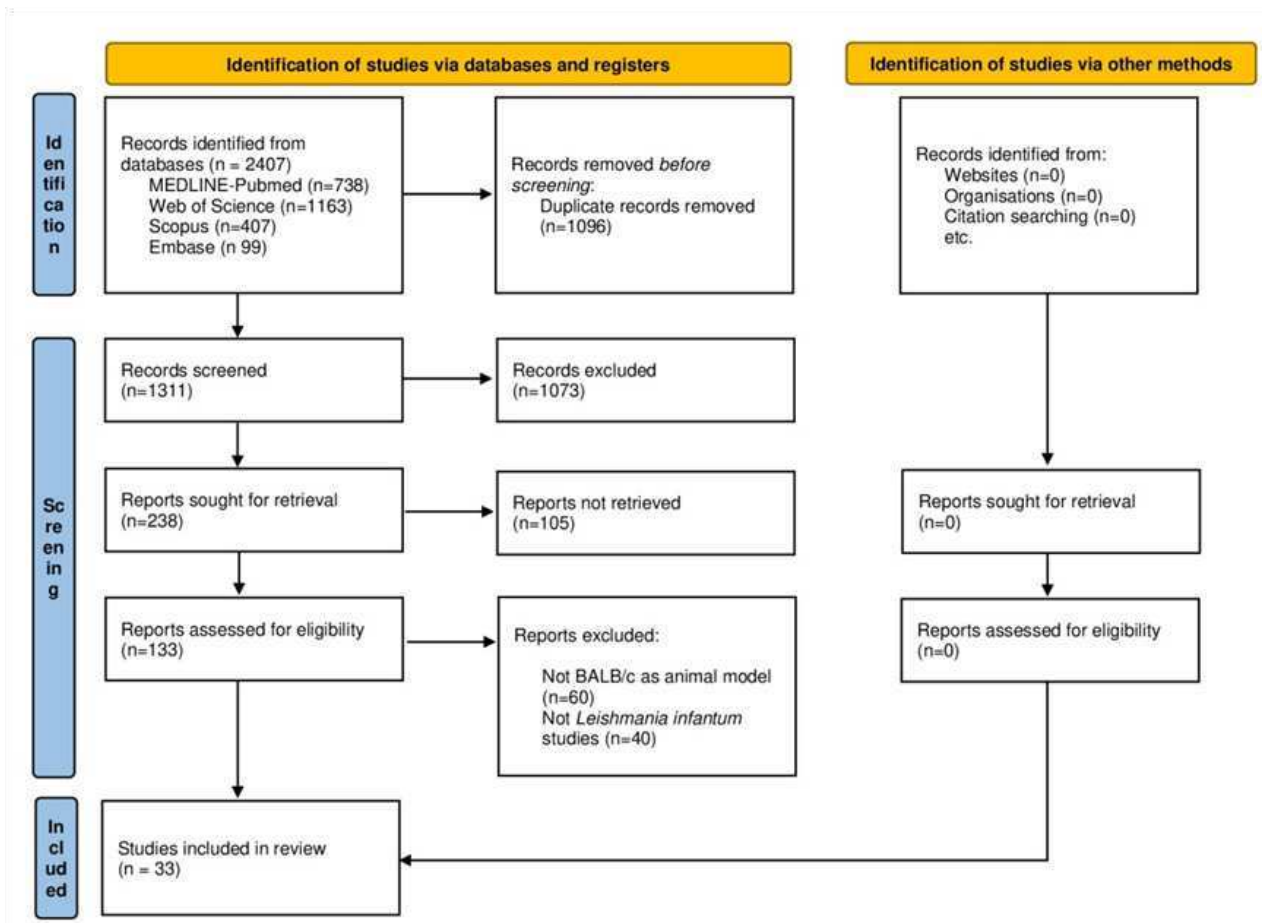 Identification of studies via databases and registers
Identification of studies via other methods
Id
en
tifi
ca
tio
n
Records identified from
databases (n = 2407)
MEDLINE-Pubmed (n=738)
Web of Science (n=1163)
Scopus (n=407)
Embase (n 99)
Records removed before
screening:
Duplicate records removed
(n=1096)
Records identified from:
Websites (n=0)
Organisations (n=0)
Citation searching (n=0)
etc.
Sc
re
en
in
g
Records screened
(n=1311)
Records excluded
(n=1073)
Reports sought for retrieval
(n=238)
Reports not retrieved
(n=105)
Reports sought for retrieval
(n=0)
Reports assessed for eligibility
(n=133)
Reports excluded:
Not BALB/c as animal model
(n=60)
Not Leishmania infantum
studies (n=40)
Reports assessed for eligibility
(n=0)
In
cl
ud
ed
Studies included in review
(n = 33)